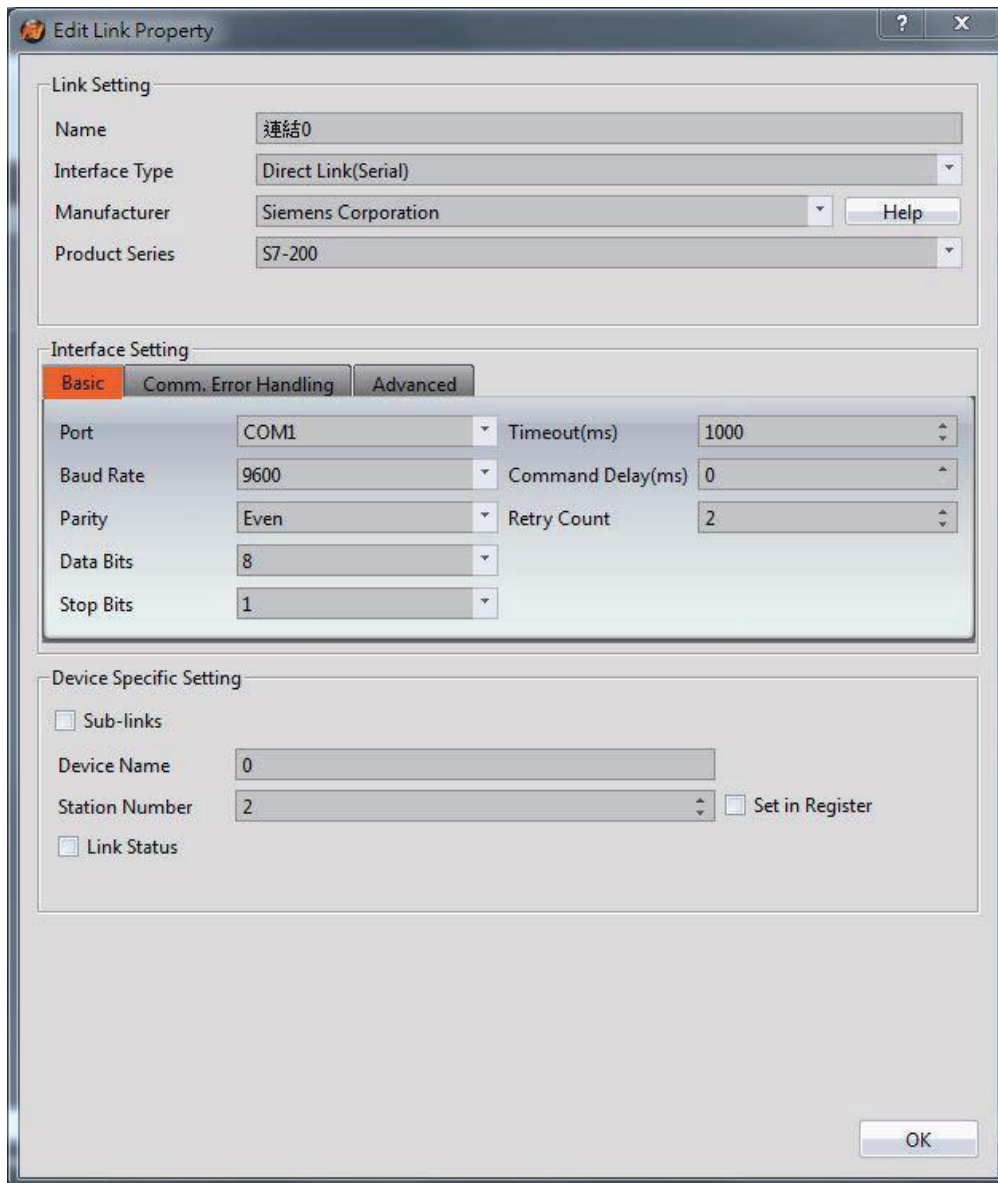 Edit Link Property
Link Setting
Name 連結0
Interface Type Direct Link(Serial)
Manufacturer Siemens Corporation Help
Product Series S7-200
Interface Setting
Basic Comm. Error Handling Advanced
Port COM1 Timeout(ms) 1000
Baud Rate 9600 Command Delay(ms) 0
Parity Even Retry Count 2
Data Bits 8
Stop Bits 1
Device Specific Setting
Sub-links
Device Name 0
Station Number 2 Set in Register
Link Status
OK